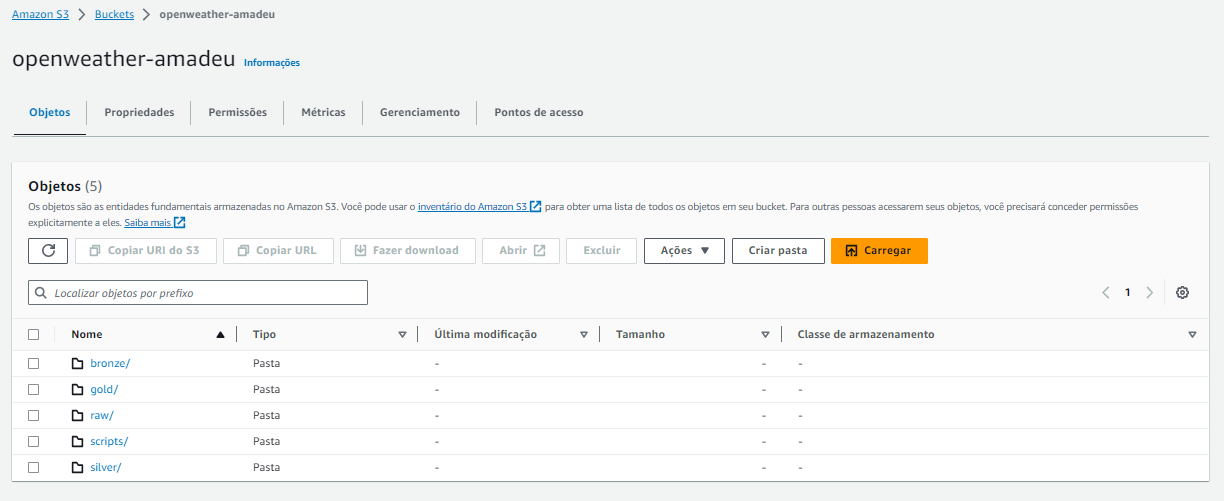 Amazon S3 > Buckets > openweather-amadeu
openweather-amadeu Informações
Objetos Propriedades Permissões Métricas Gerenciamento Pontos de acesso
Objetos (5)
Os objetos são as entidades fundamentais armazenadas no Amazon S3. Você pode usar o inventário do Amazon S3 para obter uma lista de todos os objetos em seu bucket. Para outras pessoas acessarem seus objetos, você precisará conceder permissões
explicitamente a eles. Saiba mais
Copiar URI do S3 Copiar URL Fazer download Abrir Excluir Ações Criar pasta Carregar
Localizar objetos por prefixo 1
Nome Tipo Última modificação Tamanho Classe de armazenamento
bronze/ Pasta - - -
gold/ Pasta - - -
raw/ Pasta - - -
scripts/ Pasta - - -
silver/ Pasta - - -